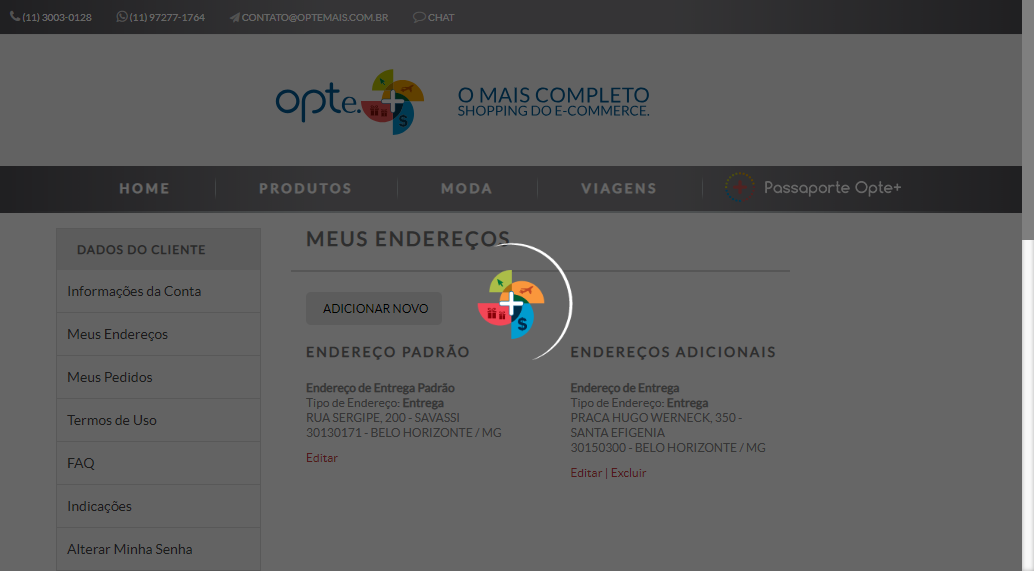 (11) 3003-0128 (11) 97277-1764 CONTATO@OPTEMAIS.COM.BR CHAT
opte.+
O MAIS COMPLETO
SHOPPING DO E-COMMERCE.
HOME PRODUTOS MODA VIAGENS Passaporte Opte+
DADOS DO CLIENTE
Informações da Conta
Meus Endereços
Meus Pedidos
Termos de Uso
FAQ
Indicações
Alterar Minha Senha
MEUS ENDEREÇOS
ADICIONAR NOVO
ENDEREÇO PADRÃO
Endereço de Entrega Padrão
Tipo de Endereço: Entrega
RUA SERGIPE, 200 - SAVASSI
30130171 - BELO HORIZONTE / MG
Editar
ENDEREÇOS ADICIONAIS
Endereço de Entrega
Tipo de Endereço: Entrega
PRACA HUGO WERNECK, 350 -
SANTA EFIGENIA
30150300 - BELO HORIZONTE / MG
Editar | Excluir